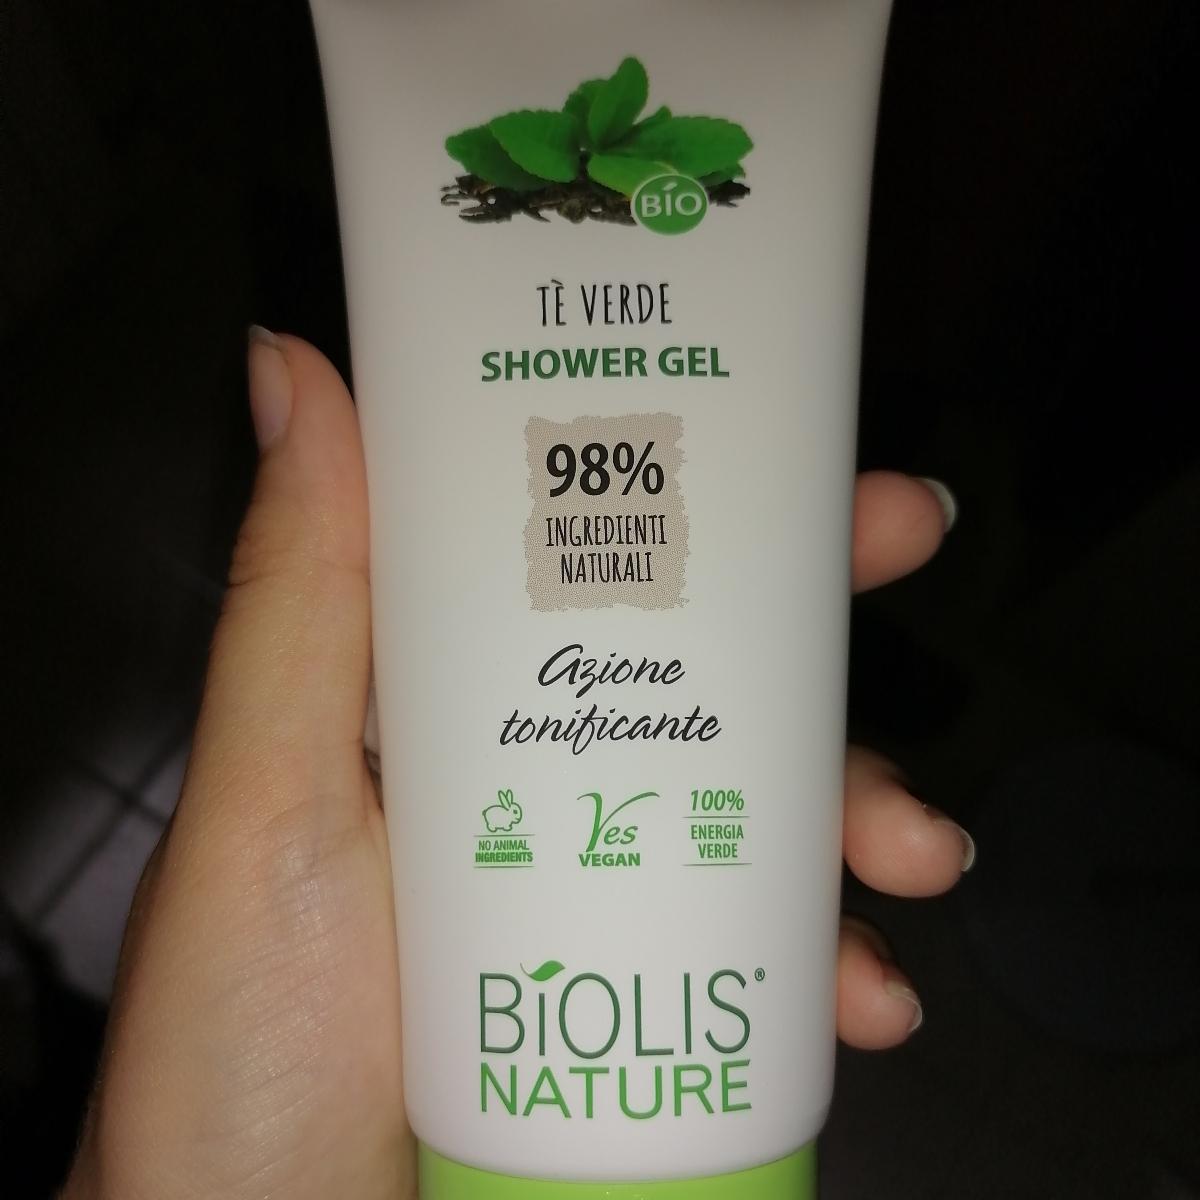 BIO
TÈ VERDE
SHOWER GEL
98%
INGREDIENTI
NATURALI
Azione
tonificante
NO ANIMAL
INGREDIENTS
Yes
VEGAN
100%
ENERGIA
VERDE
BIOLIS®
NATURE